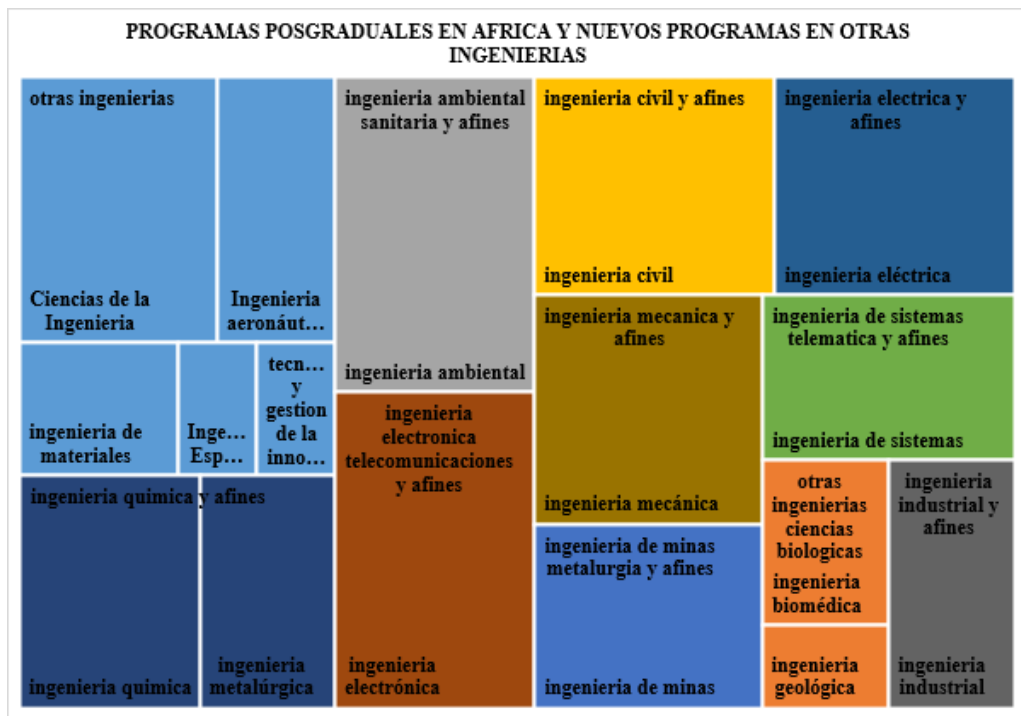 PROGRAMAS POSGRADUALES EN AFRICA Y NUEVOS PROGRAMAS EN OTRAS
INGENIERIAS
otras ingenierias
Ciencias de la
Ingenieria
Ingenieria
aeronáut...
ingenieria de
materiales
Inge...
Esp...
tecn...
y
gestion
de la
inno...
ingenieria quimica y afines
ingenieria quimica
ingenieria
metalúrgica
ingenieria ambiental
sanitaria y afines
ingenieria ambiental
ingenieria
electronica
telecomunicaciones
y afines
ingenieria
electrónica
ingenieria civil y afines
ingenieria civil
ingenieria electrica y
afines
ingenieria eléctrica
ingenieria mecanica y
afines
ingenieria mecánica
ingenieria de sistemas
telematica y afines
ingenieria de sistemas
ingenieria de minas
metalurgia y afines
ingenieria de minas
otras
ingenierias
ciencias
biologicas
ingenieria
biomédica
ingenieria
geológica
ingenieria
industrial y
afines
ingenieria
industrial